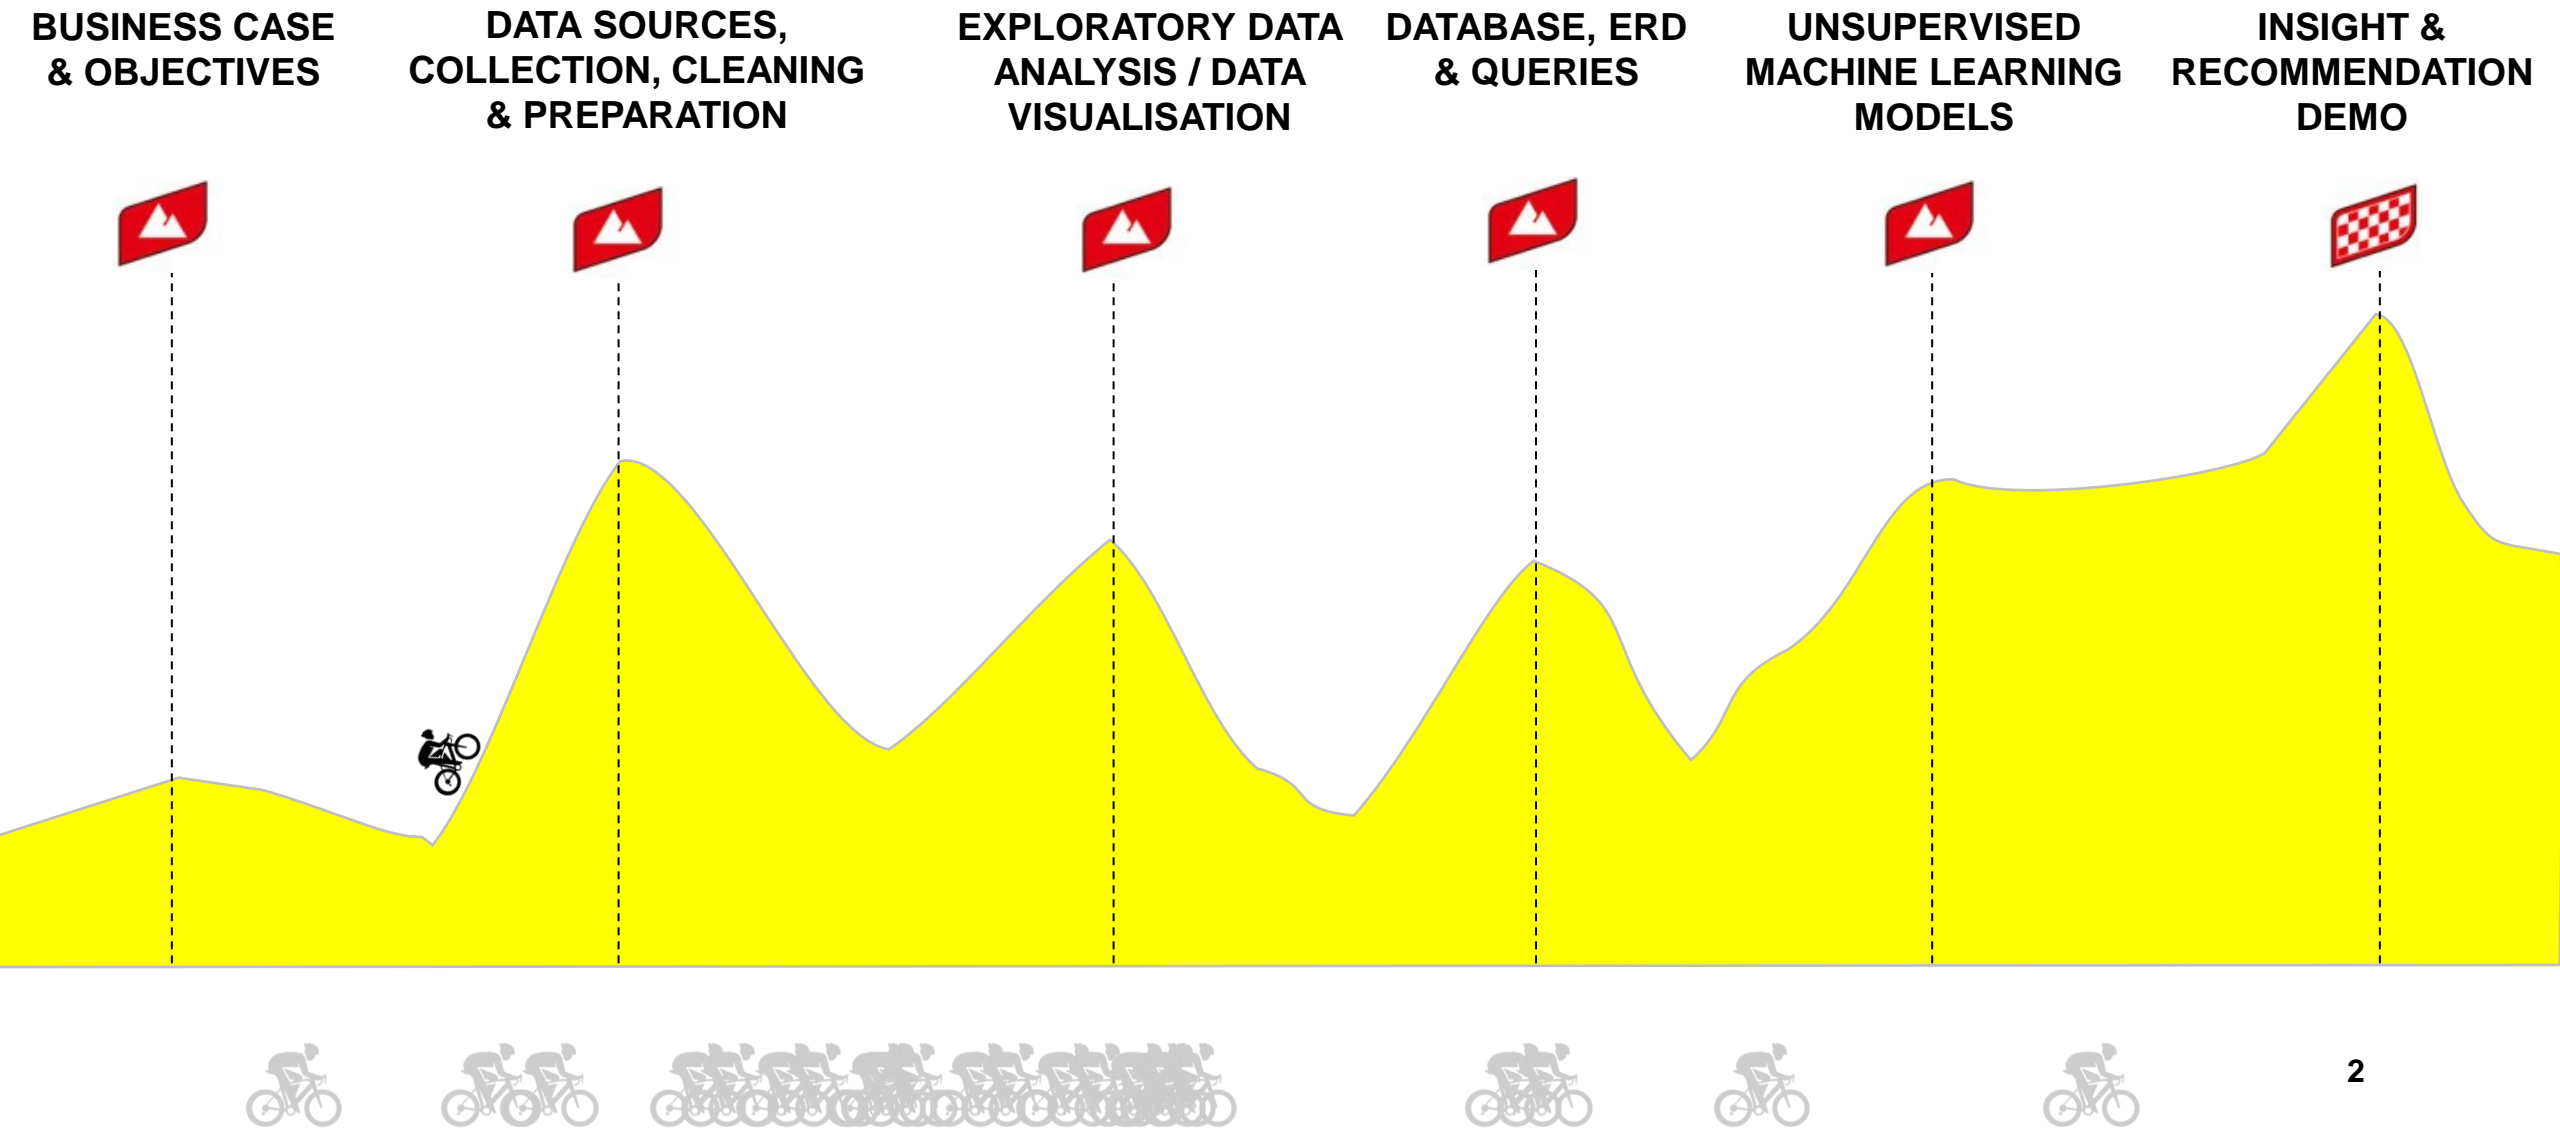 BUSINESS CASE
& OBJECTIVES
DATA SOURCES,
COLLECTION, CLEANING
& PREPARATION
EXPLORATORY DATA
ANALYSIS / DATA
VISUALISATION
DATABASE, ERD
& QUERIES
UNSUPERVISED
MACHINE LEARNING
MODELS
INSIGHT &
RECOMMENDATION
DEMO
2